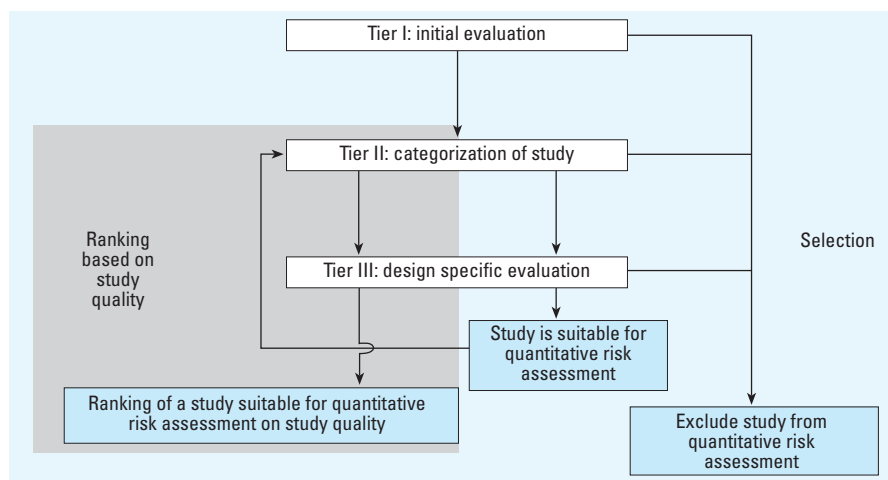 Tier I: initial evaluation
Tier II: categorization of study
Ranking
based on
study
quality
Selection
Tier III: design specific evaluation
Study is suitable for
quantitative risk
assessment
Ranking of a study suitable for quantitative
risk assessment on study quality
Exclude study from
quantitative risk
assessment